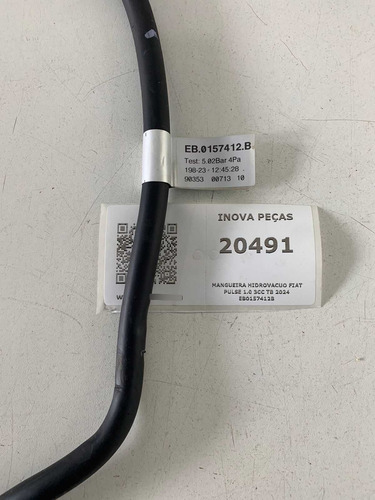 EB.0157412.B
Test: 5.02Bar 4Pa
198-23 - 12:45:28
90353 00713 10
INOVA PEÇAS
20491
MANGUEIRA HIDROVACUO FIAT
PULSE 1.0 3CC TB 2024
EB0157412B